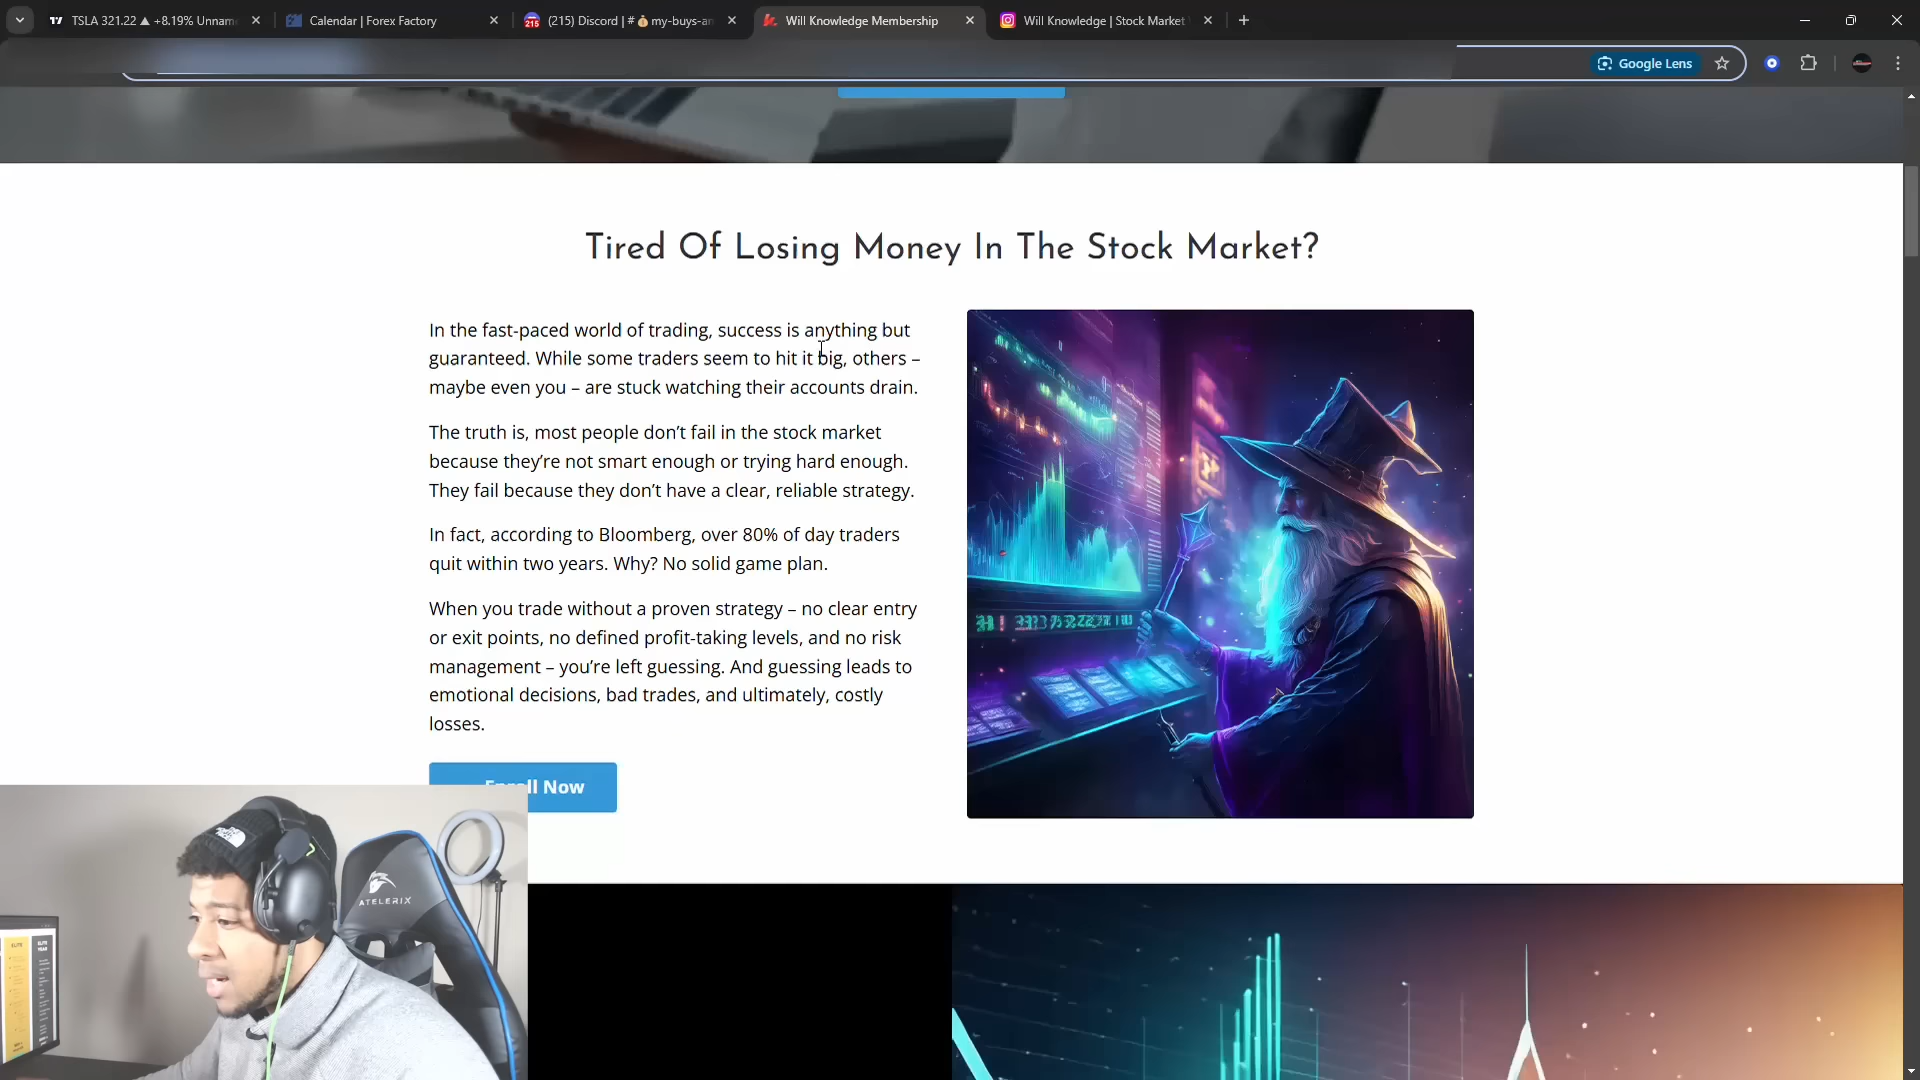 TSLA 321.22 ▲ +8.19% Unnam
Calendar | Forex Factory
(215) Discord | # 💰my-buys-an
Will Knowledge Membership
Will Knowledge | Stock Market
Google Lens
Tired Of Losing Money In The Stock Market?
In the fast-paced world of trading, success is anything but
guaranteed. While some traders seem to hit it big, others –
maybe even you – are stuck watching their accounts drain.
The truth is, most people don’t fail in the stock market
because they’re not smart enough or trying hard enough.
They fail because they don’t have a clear, reliable strategy.
In fact, according to Bloomberg, over 80% of day traders
quit within two years. Why? No solid game plan.
When you trade without a proven strategy – no clear entry
or exit points, no defined profit-taking levels, and no risk
management – you’re left guessing. And guessing leads to
emotional decisions, bad trades, and ultimately, costly
losses.
Enroll Now
ATELERIX
ELITE
ELITE
YEAR